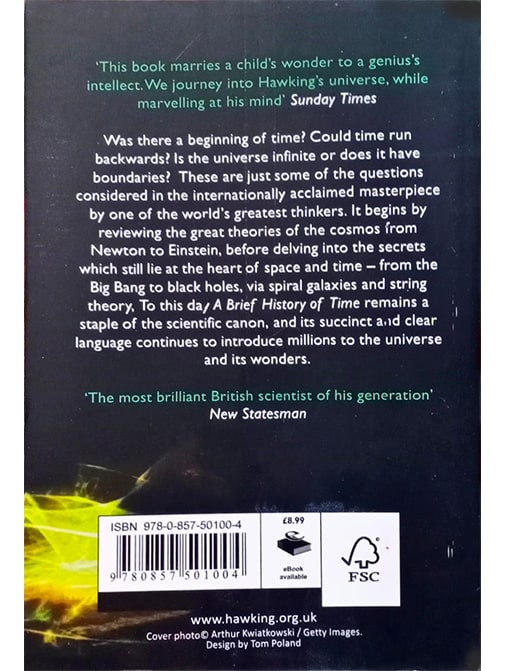 ‘This book marries a child’s wonder to a genius’s
intellect. We journey into Hawking’s universe, while
marvelling at his mind’ Sunday Times
Was there a beginning of time? Could time run
backwards? Is the universe infinite or does it have
boundaries? These are just some of the questions
considered in the internationally acclaimed masterpiece
by one of the world’s greatest thinkers. It begins by
reviewing the great theories of the cosmos from
Newton to Einstein, before delving into the secrets
which still lie at the heart of space and time – from the
Big Bang to black holes, via spiral galaxies and string
theory. To this day A Brief History of Time remains a
staple of the scientific canon, and its succinct and clear
language continues to introduce millions to the universe
and its wonders.
‘The most brilliant British scientist of his generation’
New Statesman
ISBN 978-0-857-50100-4
9 780857 501004
£8.99
eBook
available
FSC
www.hawking.org.uk
Cover photo© Arthur Kwiatkowski / Getty Images.
Design by Tom Poland